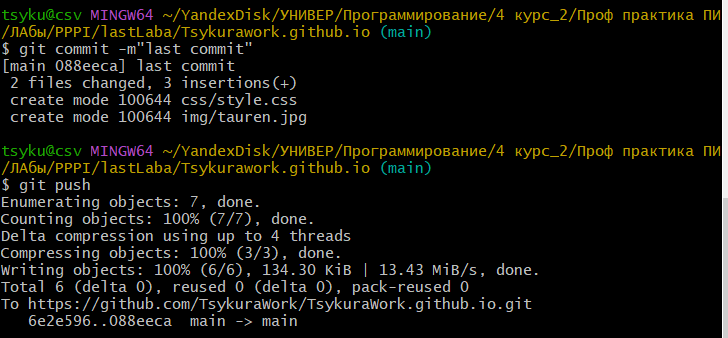 tsyku@csv MINGW64 ~/YandexDisk/УНИВЕР/Программирование/4 курс_2/Проф практика ПИ
/ЛАбы/PPPI/lastLaba/Tsykurawork.github.io (main)
$ git commit -m"last commit"
[main 088eeca] last commit
 2 files changed, 3 insertions(+)
 create mode 100644 css/style.css
 create mode 100644 img/tauren.jpg
tsyku@csv MINGW64 ~/YandexDisk/УНИВЕР/Программирование/4 курс_2/Проф практика ПИ
/ЛАбы/PPPI/lastLaba/Tsykurawork.github.io (main)
$ git push
Enumerating objects: 7, done.
Counting objects: 100% (7/7), done.
Delta compression using up to 4 threads
Compressing objects: 100% (3/3), done.
Writing objects: 100% (6/6), 134.30 KiB | 13.43 MiB/s, done.
Total 6 (delta 0), reused 0 (delta 0), pack-reused 0
To https://github.com/TsykuraWork/TsykuraWork.github.io.git
   6e2e596..088eeca  main -> main